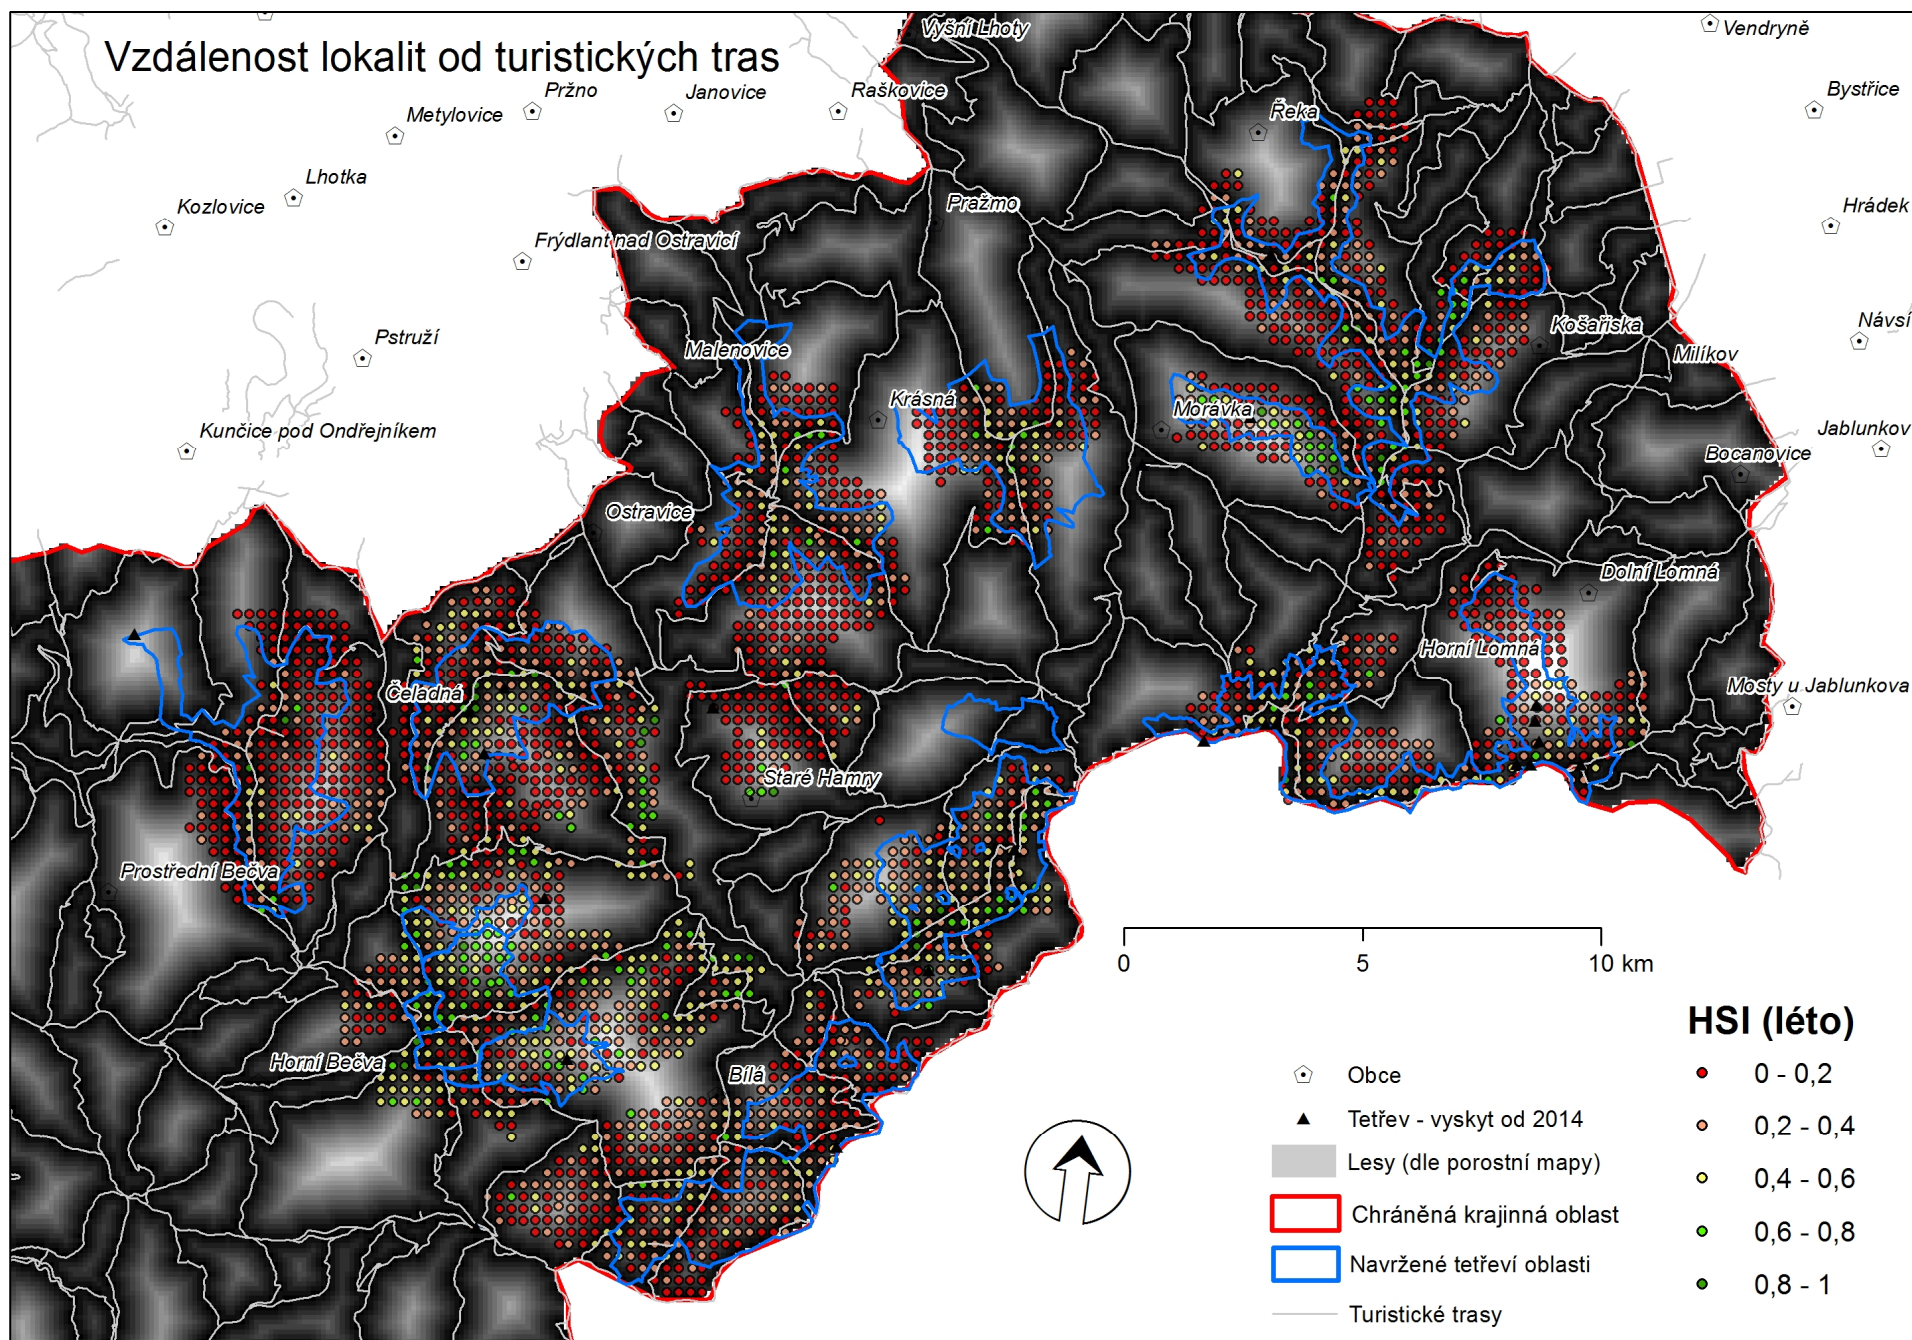 Vyšní Lhoty
Vendryně
Vzdálenost lokalit od turistických tras
Pržno
Janovice
Raškovice
Bystřice
Metylovice
Řeka
Lhotka
Kozlovice
Pražmo
Hrádek
Frýdlant nad Ostravicí
Pstruží
Malenovice
Košařiska
Návsí
Milíkov
Krásná
Morávka
Kunčice pod Ondřejníkem
Jablunkov
Bocanovice
Ostravice
Dolní Lomná
Horní Lomná
Čeladná
Mosty u Jablunkova
Staré Hamry
Prostřední Bečva
0 5 10 km
Horní Bečva
Bílá
HSI (léto)
Obce
0 - 0,2
Tetřev - vyskyt od 2014
0,2 - 0,4
Lesy (dle porostní mapy)
0,4 - 0,6
Chráněná krajinná oblast
0,6 - 0,8
Navržené tetřeví oblasti
0,8 - 1
Turistické trasy